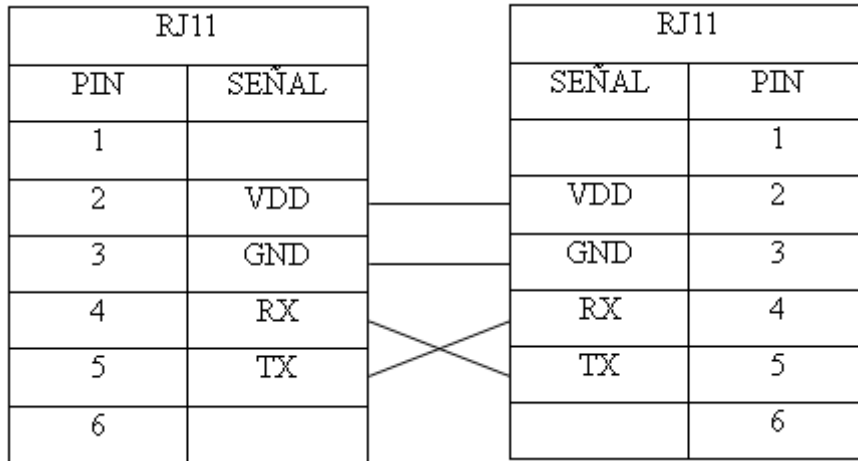 RJ11
PIN SEÑAL
1
2 VDD
3 GND
4 RX
5 TX
6
RJ11
SEÑAL PIN
1
VDD 2
GND 3
RX 4
TX 5
6